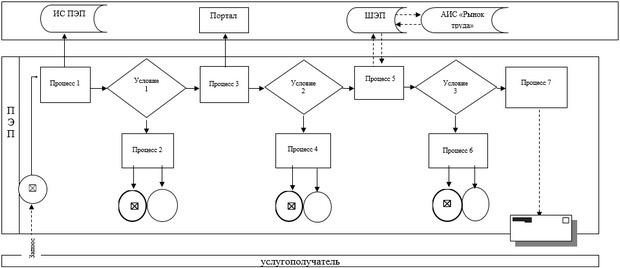 ИС ПЭП
Портал
ШЭП
АИС «Рынок
труда»
ПЭП
Процесс 1
Условие
1
Процесс 3
Условие
2
Процесс 5
Условие
3
Процесс 7
Процесс 2
Процесс 4
Процесс 6
Запрос
услугополучатель